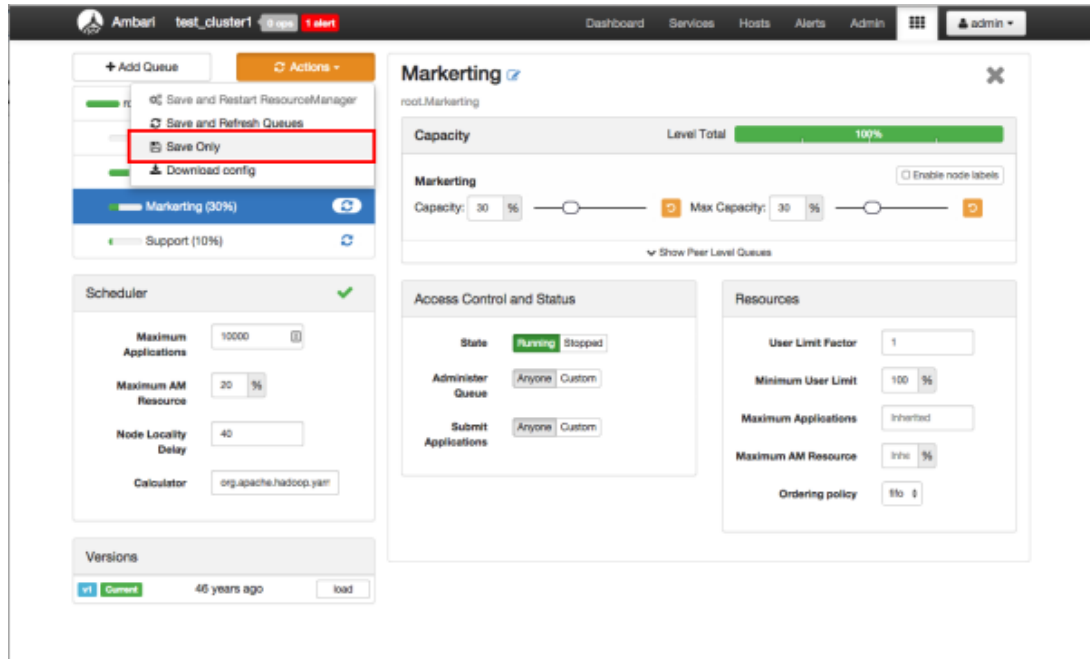 Ambari test_cluster1 0 ops 1 alert Dashboard Services Hosts Alerts Admin admin
+ Add Queue
Actions
Save and Restart ResourceManager
Save and Refresh Queues
Save Only
Download config
Markerting (30%)
Support (10%)
Scheduler
Maximum Applications 10000
Maximum AM Resource 20 %
Node Locality Delay 40
Calculator org.apache.hadoop.yarn
Versions
v1 Current 46 years ago load
Markerting
root.Markerting
Capacity Level Total 100%
Markerting Enable node labels
Capacity: 30 % Max Capacity: 30 %
Show Peer Level Queues
Access Control and Status
State Running Stopped
Administer Queue Anyone Custom
Submit Applications Anyone Custom
Resources
User Limit Factor 1
Minimum User Limit 100 %
Maximum Applications Inherited
Maximum AM Resource Inhe %
Ordering policy fifo